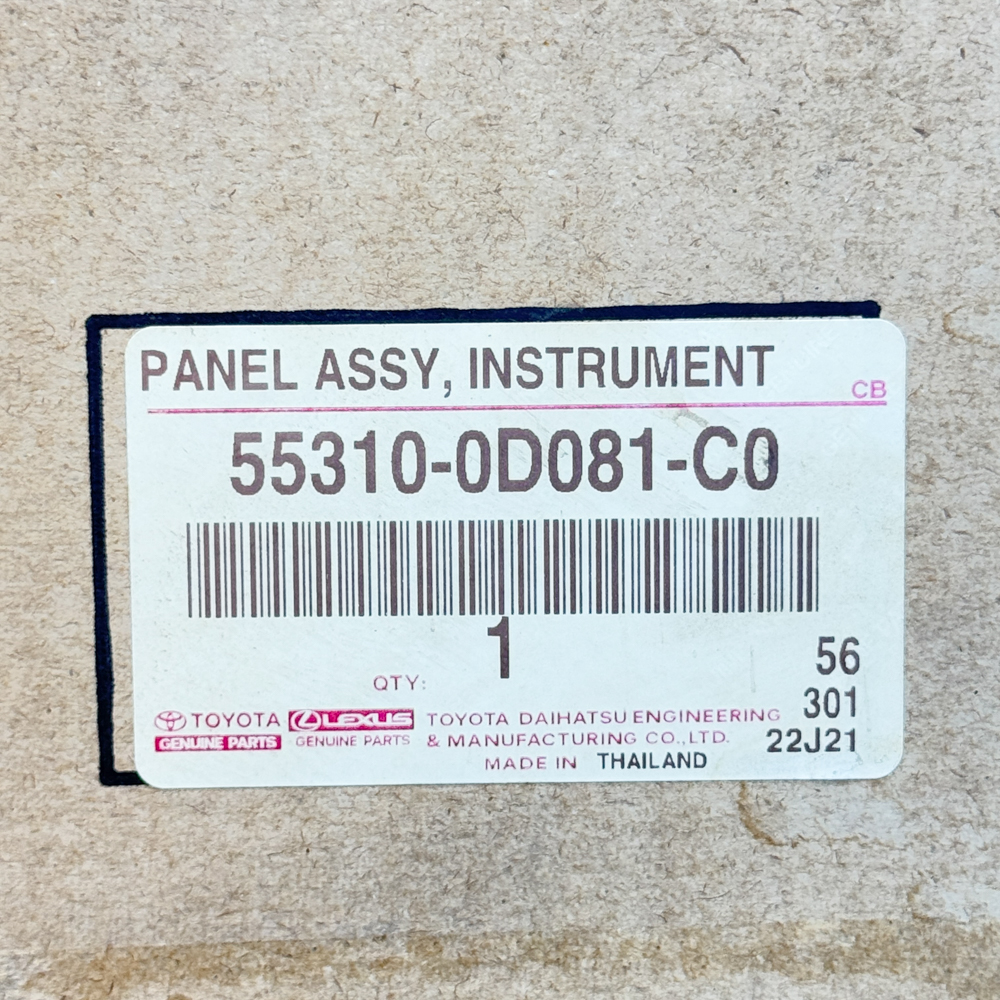 PANEL ASSY, INSTRUMENT
CB
55310-0D081-C0
1
QTY:
56
301
22J21
TOYOTA
GENUINE PARTS
LEXUS
GENUINE PARTS
TOYOTA DAIHATSU ENGINEERING
& MANUFACTURING CO.,LTD.
MADE IN THAILAND